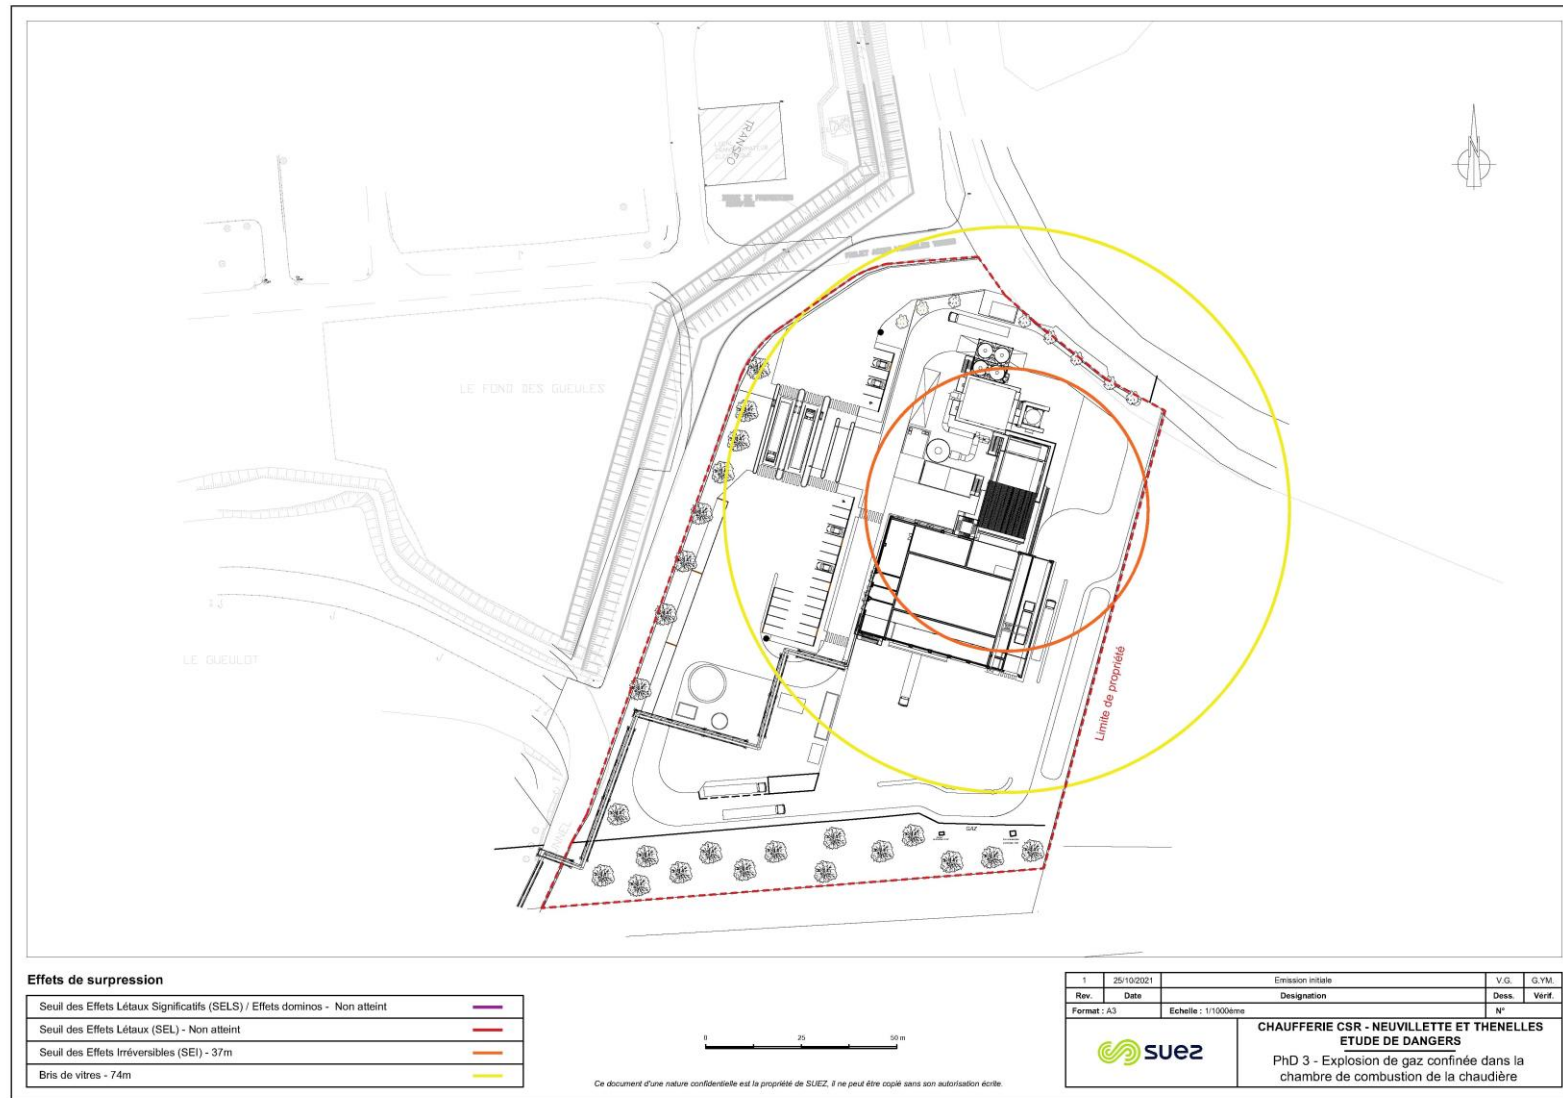 TRANSFO
LE FOND DES GUEULES
LE GUEULOT
Limite de propriété
GAZ
N
Effets de surpression
Seuil des Effets Létaux Significatifs (SELS) / Effets dominos - Non atteint
Seuil des Effets Létaux (SEL) - Non atteint
Seuil des Effets Irréversibles (SEI) - 37m
Bris de vitres - 74m
0 25 50 m
Ce document d'une nature confidentielle est la propriété de SUEZ, il ne peut être copié sans son autorisation écrite.
1 25/10/2021 Emission initiale V.G. G.YM.
Rev. Date Designation Dess. Vérif.
Format : A3 Echelle : 1/1000ème N°
suez
CHAUFFERIE CSR - NEUVILLETTE ET THENELLES
ETUDE DE DANGERS
PhD 3 - Explosion de gaz confinée dans la
chambre de combustion de la chaudière